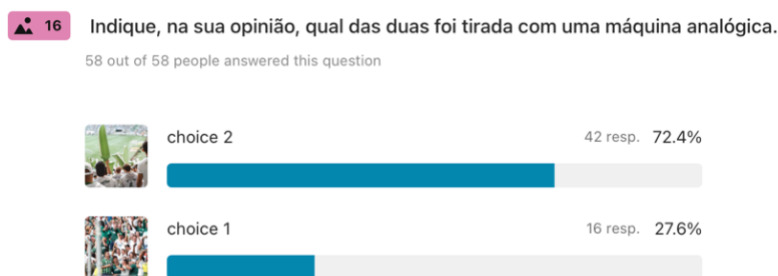 16 Indique, na sua opinião, qual das duas foi tirada com uma máquina analógica.
58 out of 58 people answered this question
choice 2 42 resp. 72.4%
choice 1 16 resp. 27.6%